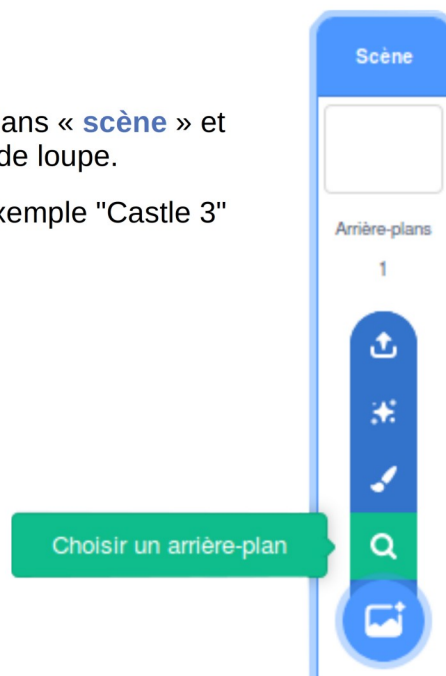 Scène
ans « scène » et
de loupe.
xemple "Castle 3"
Arrière-plans
1
Choisir un arrière-plan